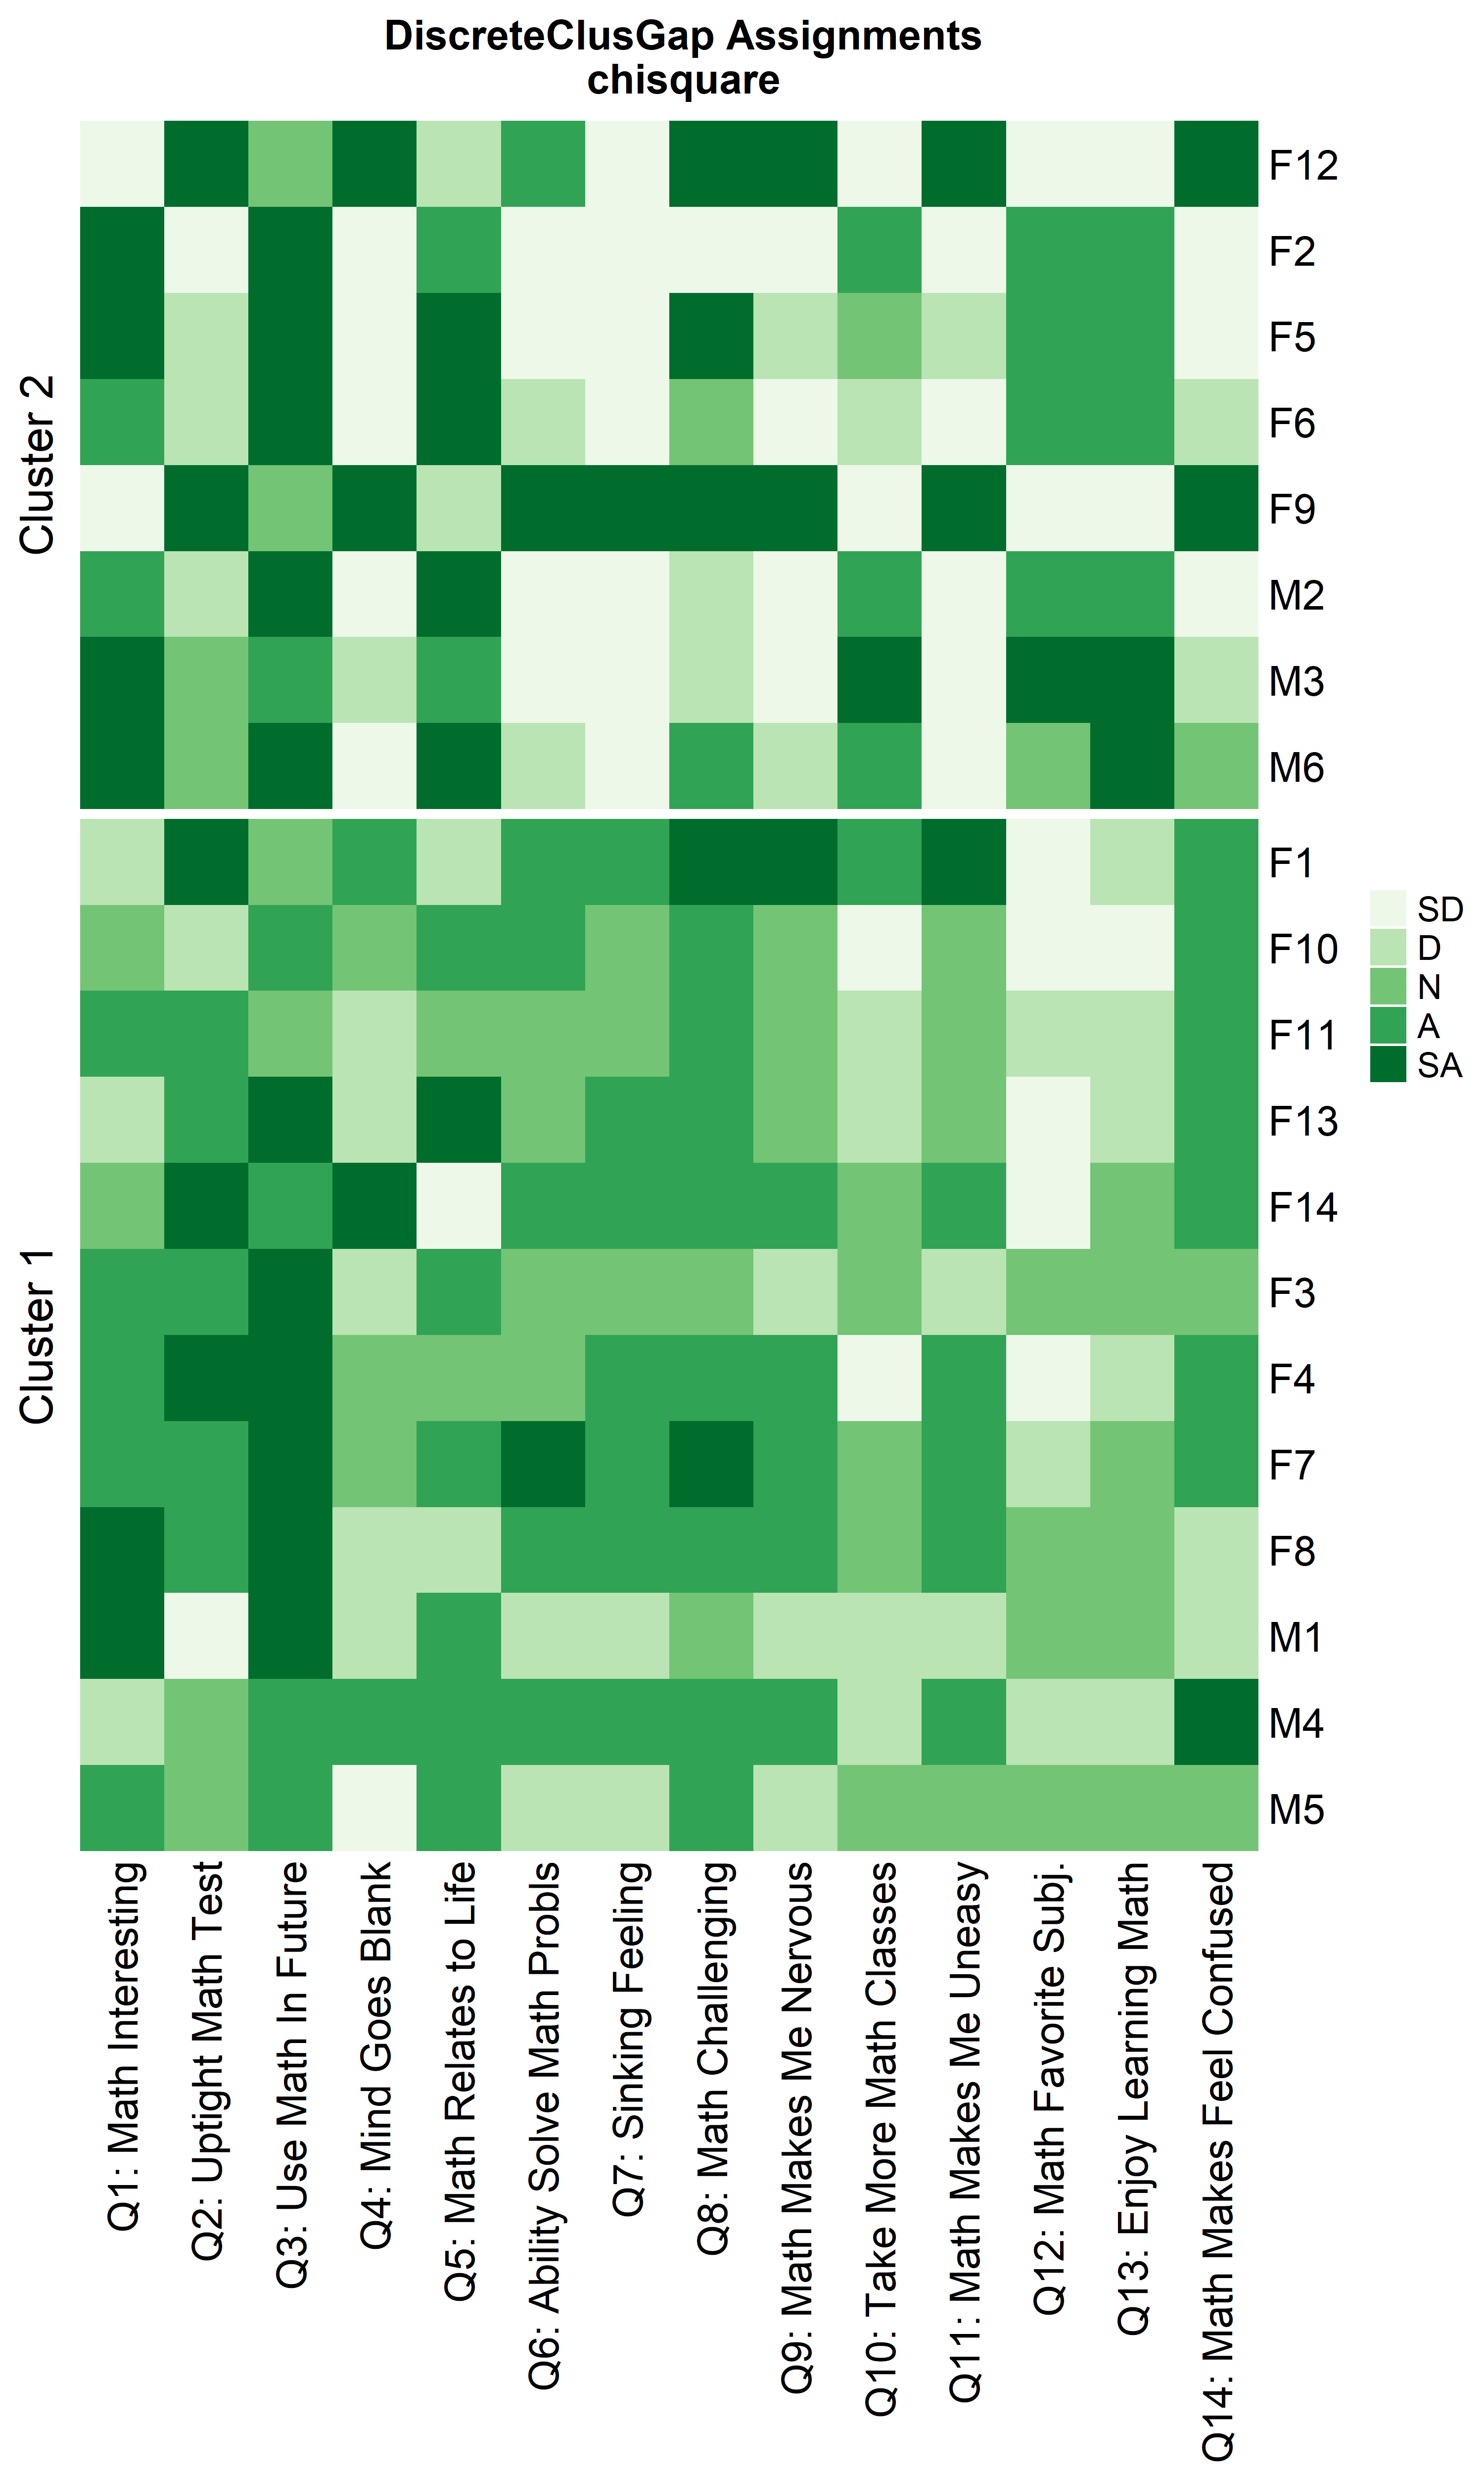 DiscreteClusGap Assignments
chisquare
Cluster 2
F12
F2
F5
F6
F9
M2
M3
M6
Cluster 1
F1
F10
F11
F13
F14
F3
F4
F7
F8
M1
M4
M5
SD
D
N
A
SA
Q1: Math Interesting
Q2: Uptight Math Test
Q3: Use Math In Future
Q4: Mind Goes Blank
Q5: Math Relates to Life
Q6: Ability Solve Math Probls
Q7: Sinking Feeling
Q8: Math Challenging
Q9: Math Makes Me Nervous
Q10: Take More Math Classes
Q11: Math Makes Me Uneasy
Q12: Math Favorite Subj.
Q13: Enjoy Learning Math
Q14: Math Makes Feel Confused